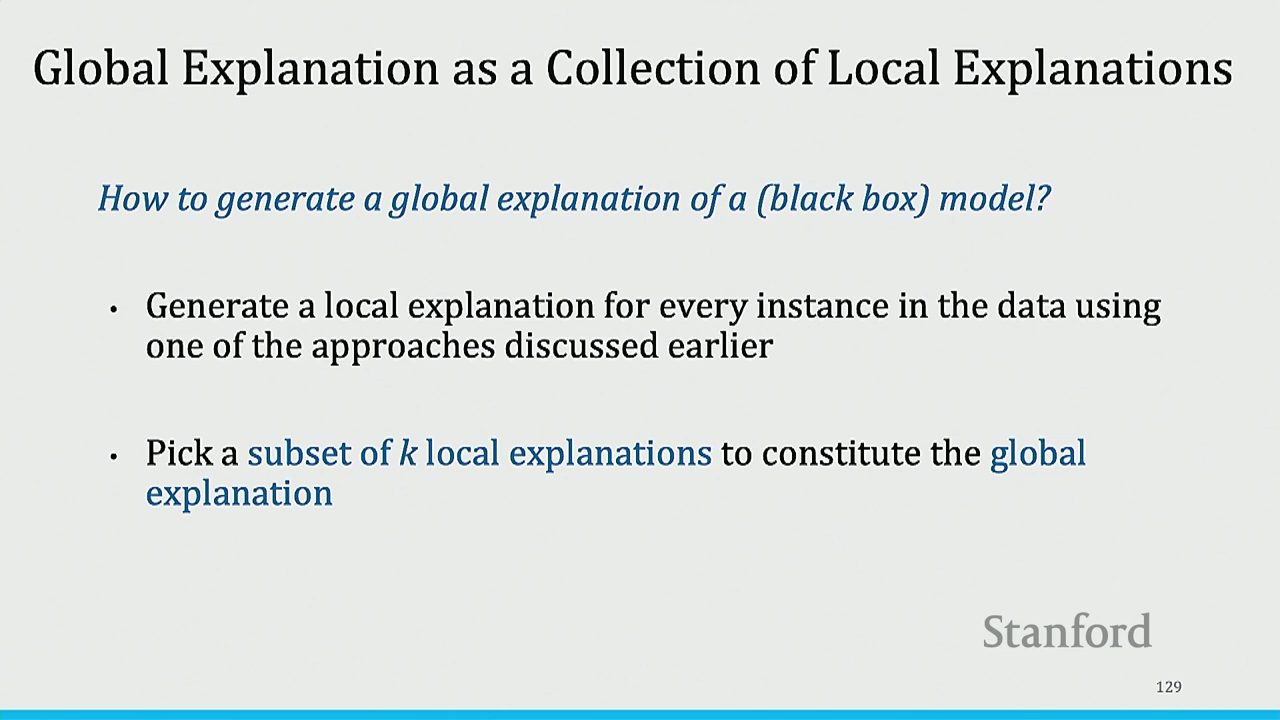 Global Explanation as a Collection of Local Explanations
How to generate a global explanation of a (black box) model?
• Generate a local explanation for every instance in the data using
one of the approaches discussed earlier
• Pick a subset of k local explanations to constitute the global
explanation
Stanford
129